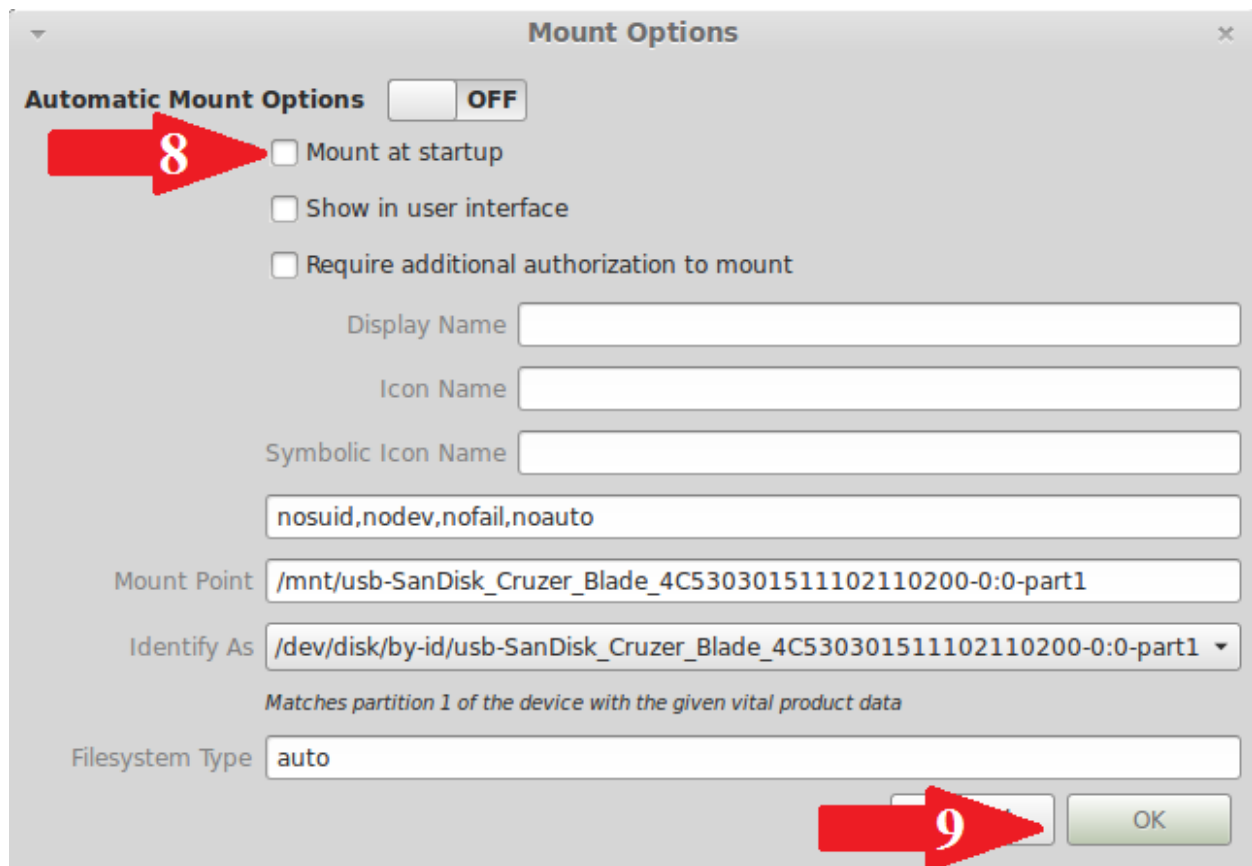 Mount Options
Automatic Mount Options OFF
8
Mount at startup
Show in user interface
Require additional authorization to mount
Display Name
Icon Name
Symbolic Icon Name
nosuid,nodev,nofail,noauto
Mount Point /mnt/usb-SanDisk_Cruzer_Blade_4C530301511102110200-0:0-part1
Identify As /dev/disk/by-id/usb-SanDisk_Cruzer_Blade_4C530301511102110200-0:0-part1
Matches partition 1 of the device with the given vital product data
Filesystem Type auto
9 OK